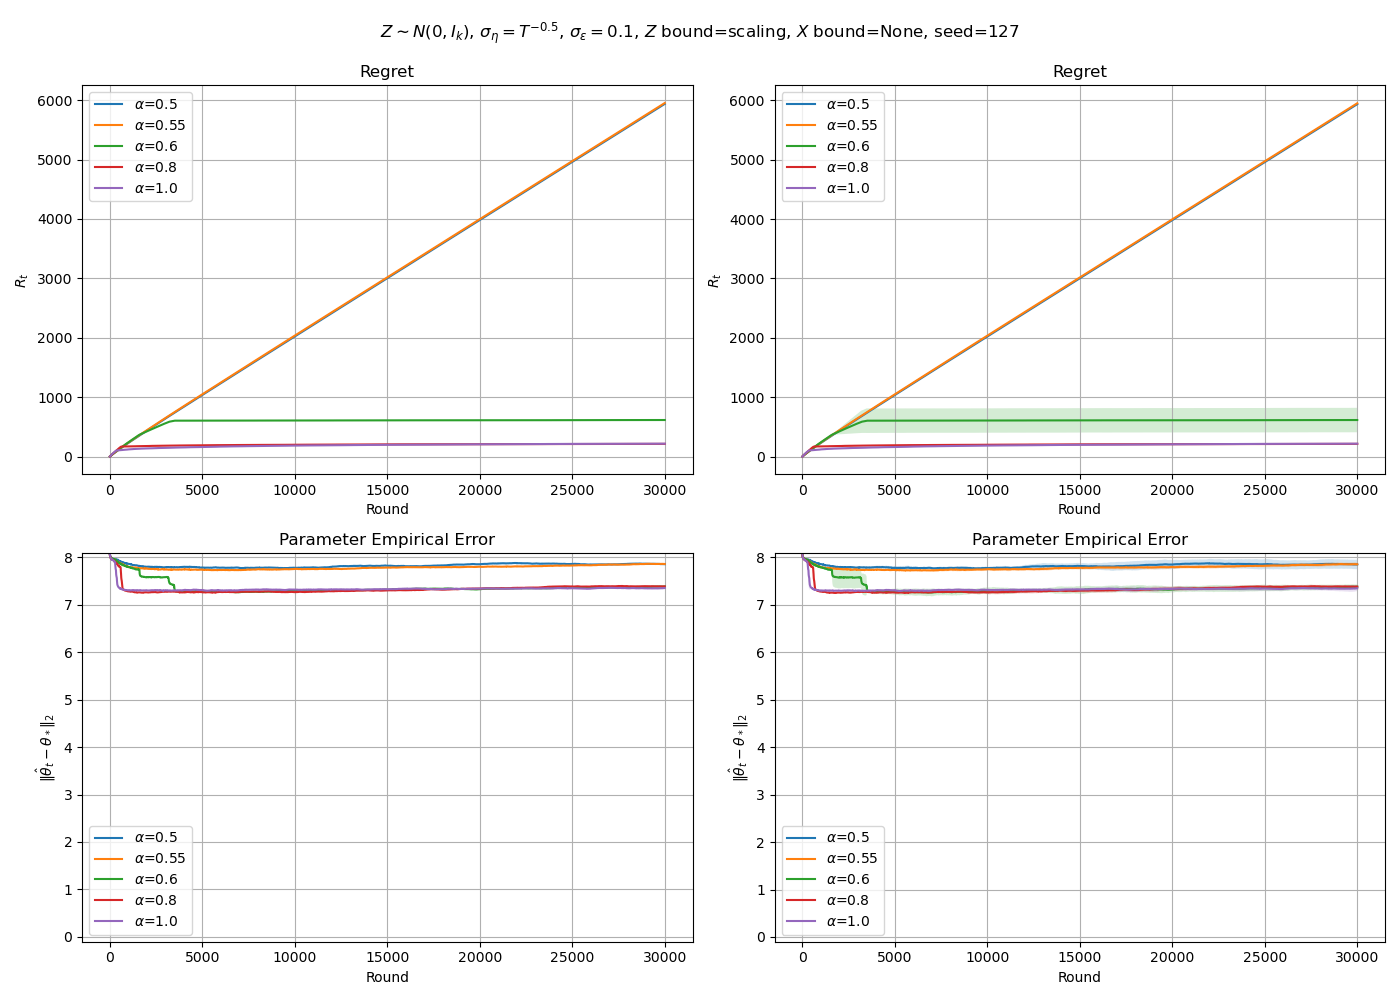 Z ∼ N(0, I_k), σ_η = T^{−0.5}, σ_ε = 0.1, Z bound=scaling, X bound=None, seed=127
Regret
6000
5000
4000
3000
2000
1000
0
R_t
α=0.5
α=0.55
α=0.6
α=0.8
α=1.0
0 5000 10000 15000 20000 25000 30000
Round
Regret
6000
5000
4000
3000
2000
1000
0
R_t
α=0.5
α=0.55
α=0.6
α=0.8
α=1.0
0 5000 10000 15000 20000 25000 30000
Round
Parameter Empirical Error
8
7
6
5
4
3
2
1
0
‖θ̂_t − θ_*‖_2
α=0.5
α=0.55
α=0.6
α=0.8
α=1.0
0 5000 10000 15000 20000 25000 30000
Round
Parameter Empirical Error
8
7
6
5
4
3
2
1
0
‖θ̂_t − θ_*‖_2
α=0.5
α=0.55
α=0.6
α=0.8
α=1.0
0 5000 10000 15000 20000 25000 30000
Round